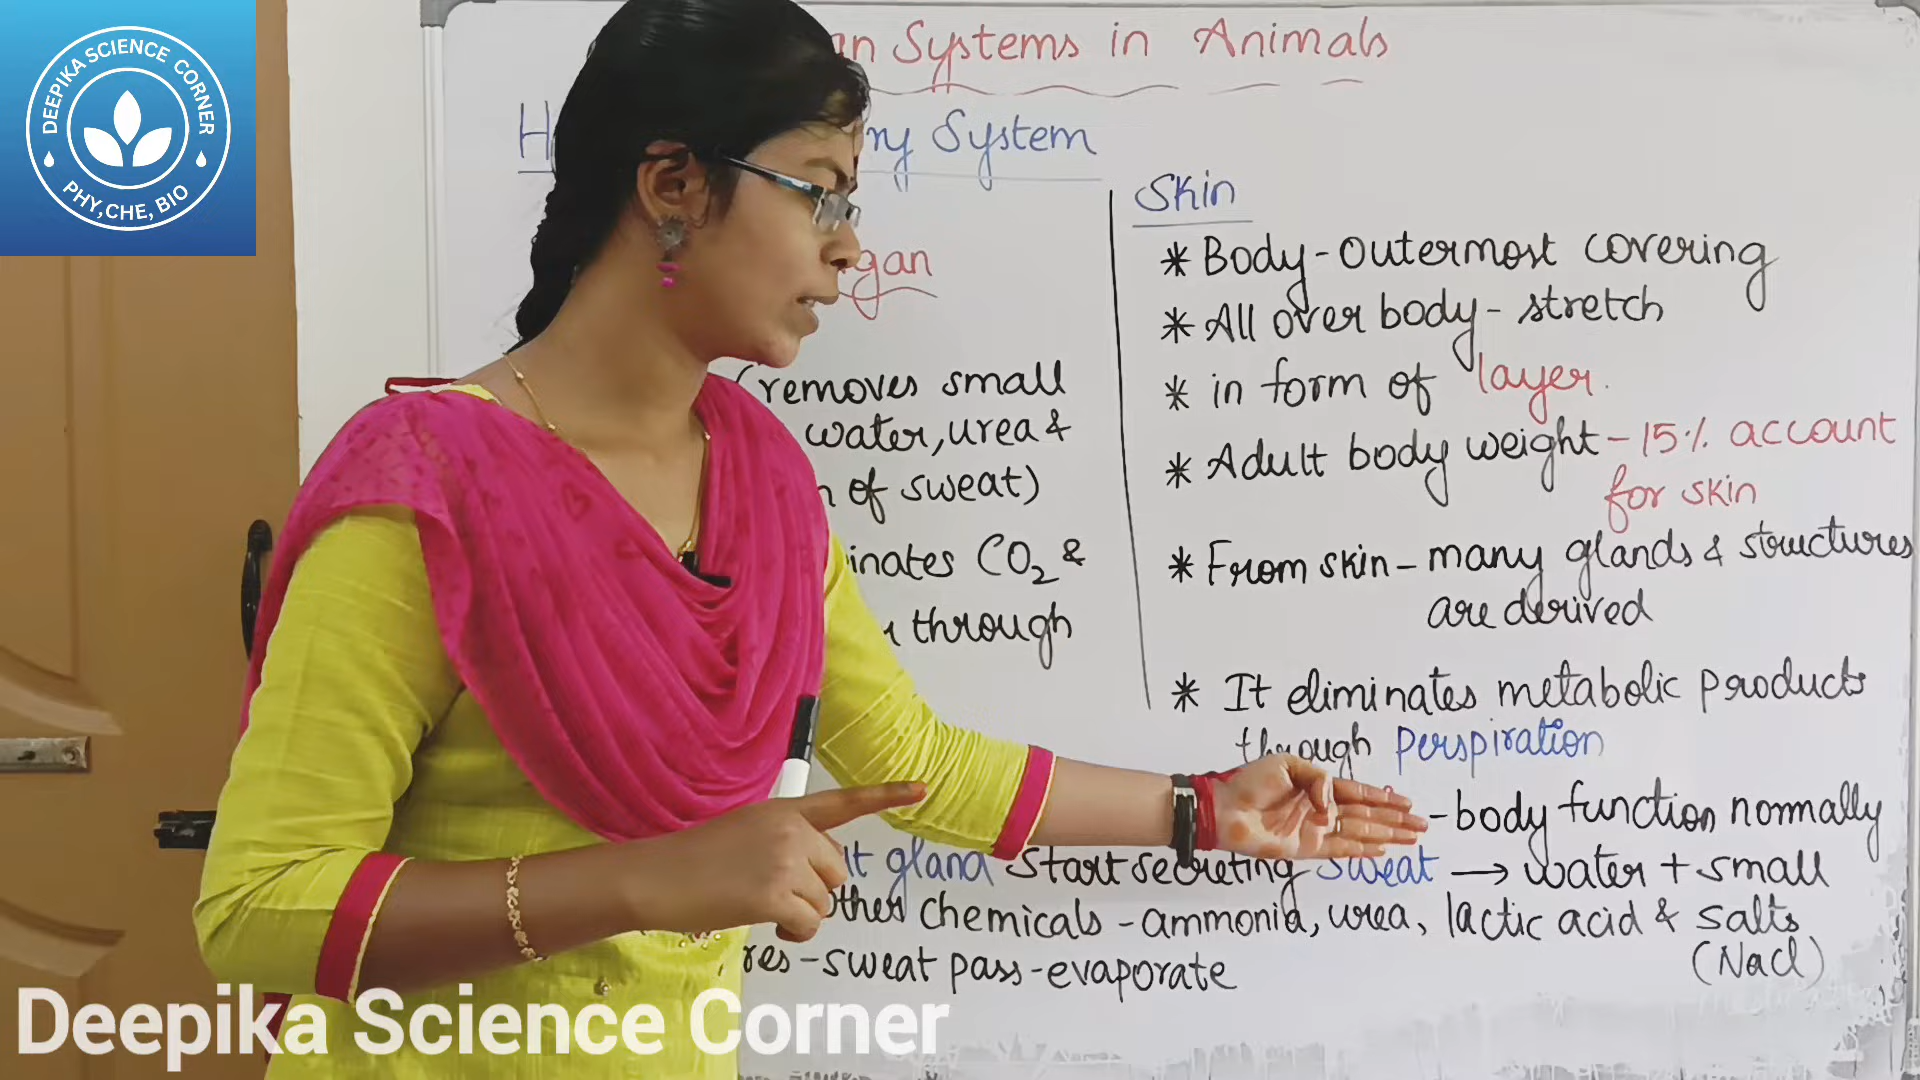 DEEPIKA SCIENCE CORNER
PHY,CHE, BIO
Systems in Animals
System
Skin
* Body-outermost covering
* All over body - stretch
* in form of layer.
* Adult body weight - 15% account
for skin
* From skin - many glands & structures
are derived
* It eliminates metabolic products
through perspiration
- body function normally
removes small
water, urea &
of sweat)
CO2 &
through
gland start secreting sweat → water + small
other chemicals - ammonia, urea, lactic acid & salts
(Nacl)
- sweat pass - evaporate
Deepika Science Corner